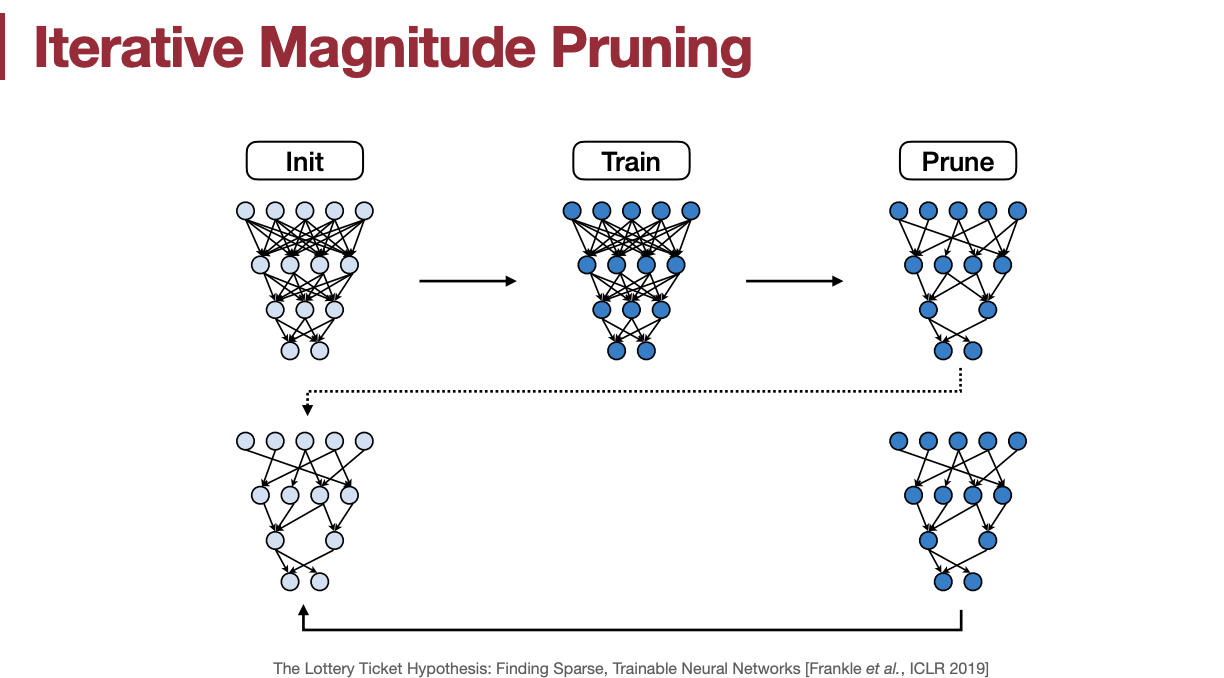 Iterative Magnitude Pruning
Init
Train
Prune
The Lottery Ticket Hypothesis: Finding Sparse, Trainable Neural Networks [Frankle et al., ICLR 2019]